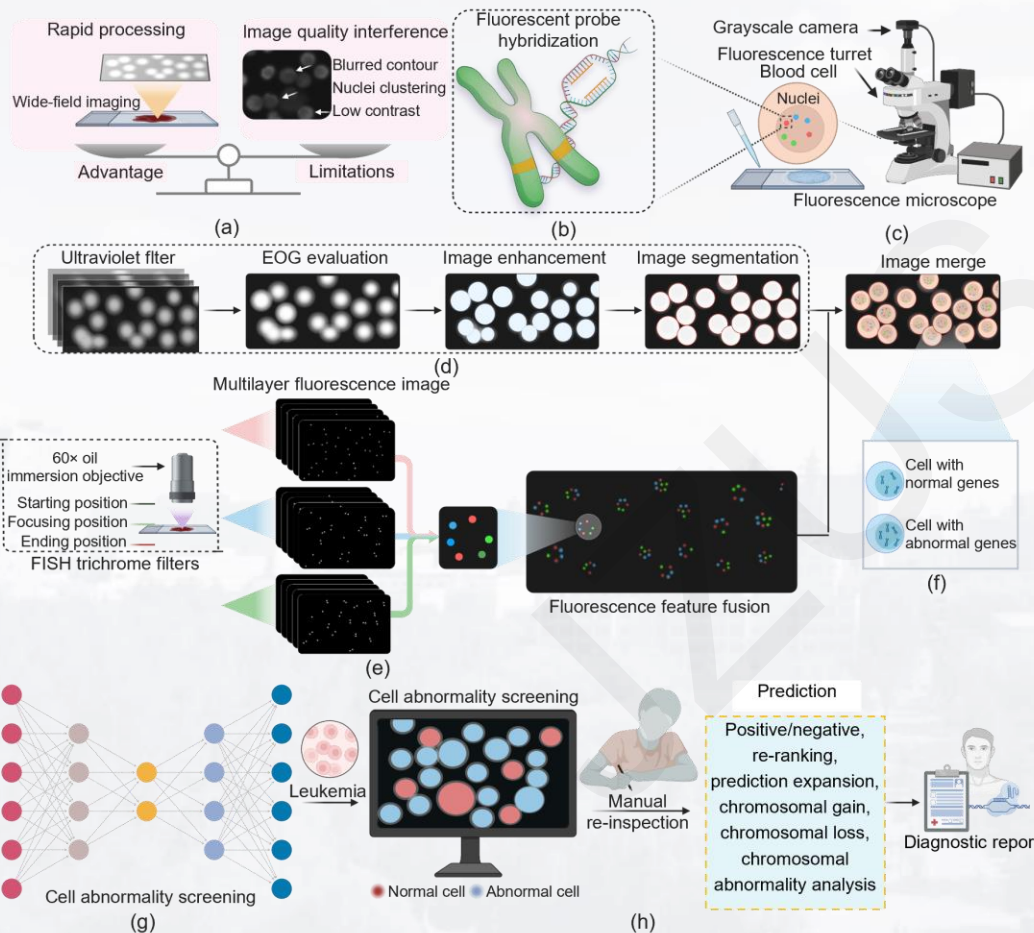 Rapid processing
Wide-field imaging
Advantage
Image quality interference
Blurred contour
Nuclei clustering
Low contrast
Limitations
(a)
Fluorescent probe
hybridization
(b)
Grayscale camera
Fluorescence turret
Blood cell
Nuclei
Fluorescence microscope
(c)
Ultraviolet flter
EOG evaluation
Image enhancement
Image segmentation
Image merge
(d)
Multilayer fluorescence image
60× oil
immersion objective
Starting position
Focusing position
Ending position
FISH trichrome filters
Fluorescence feature fusion
(e)
Cell with
normal genes
Cell with
abnormal genes
(f)
Cell abnormality screening
(g)
Leukemia
Cell abnormality screening
Normal cell
Abnormal cell
Manual
re-inspection
Prediction
Positive/negative,
re-ranking,
prediction expansion,
chromosomal gain,
chromosomal loss,
chromosomal
abnormality analysis
Diagnostic repor
(h)